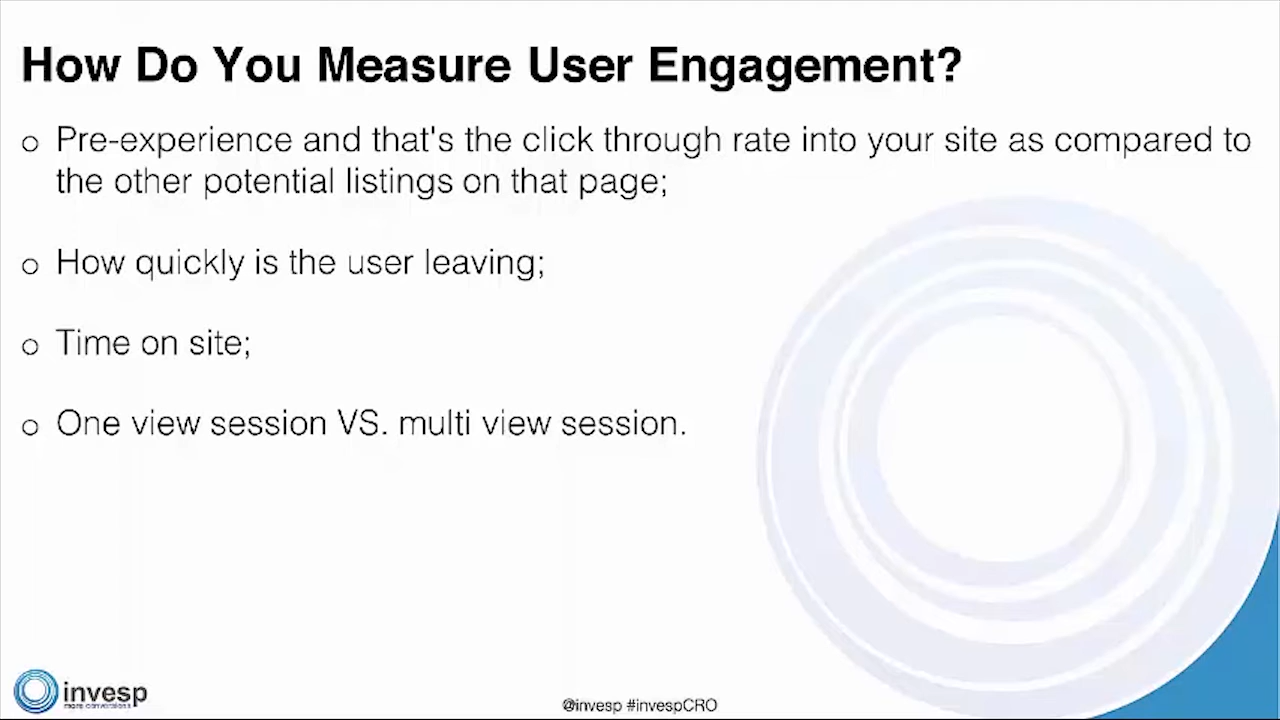 How Do You Measure User Engagement?
o Pre-experience and that's the click through rate into your site as compared to
the other potential listings on that page;
o How quickly is the user leaving;
o Time on site;
o One view session VS. multi view session.
invesp
more conversions
@invesp #invespCRO